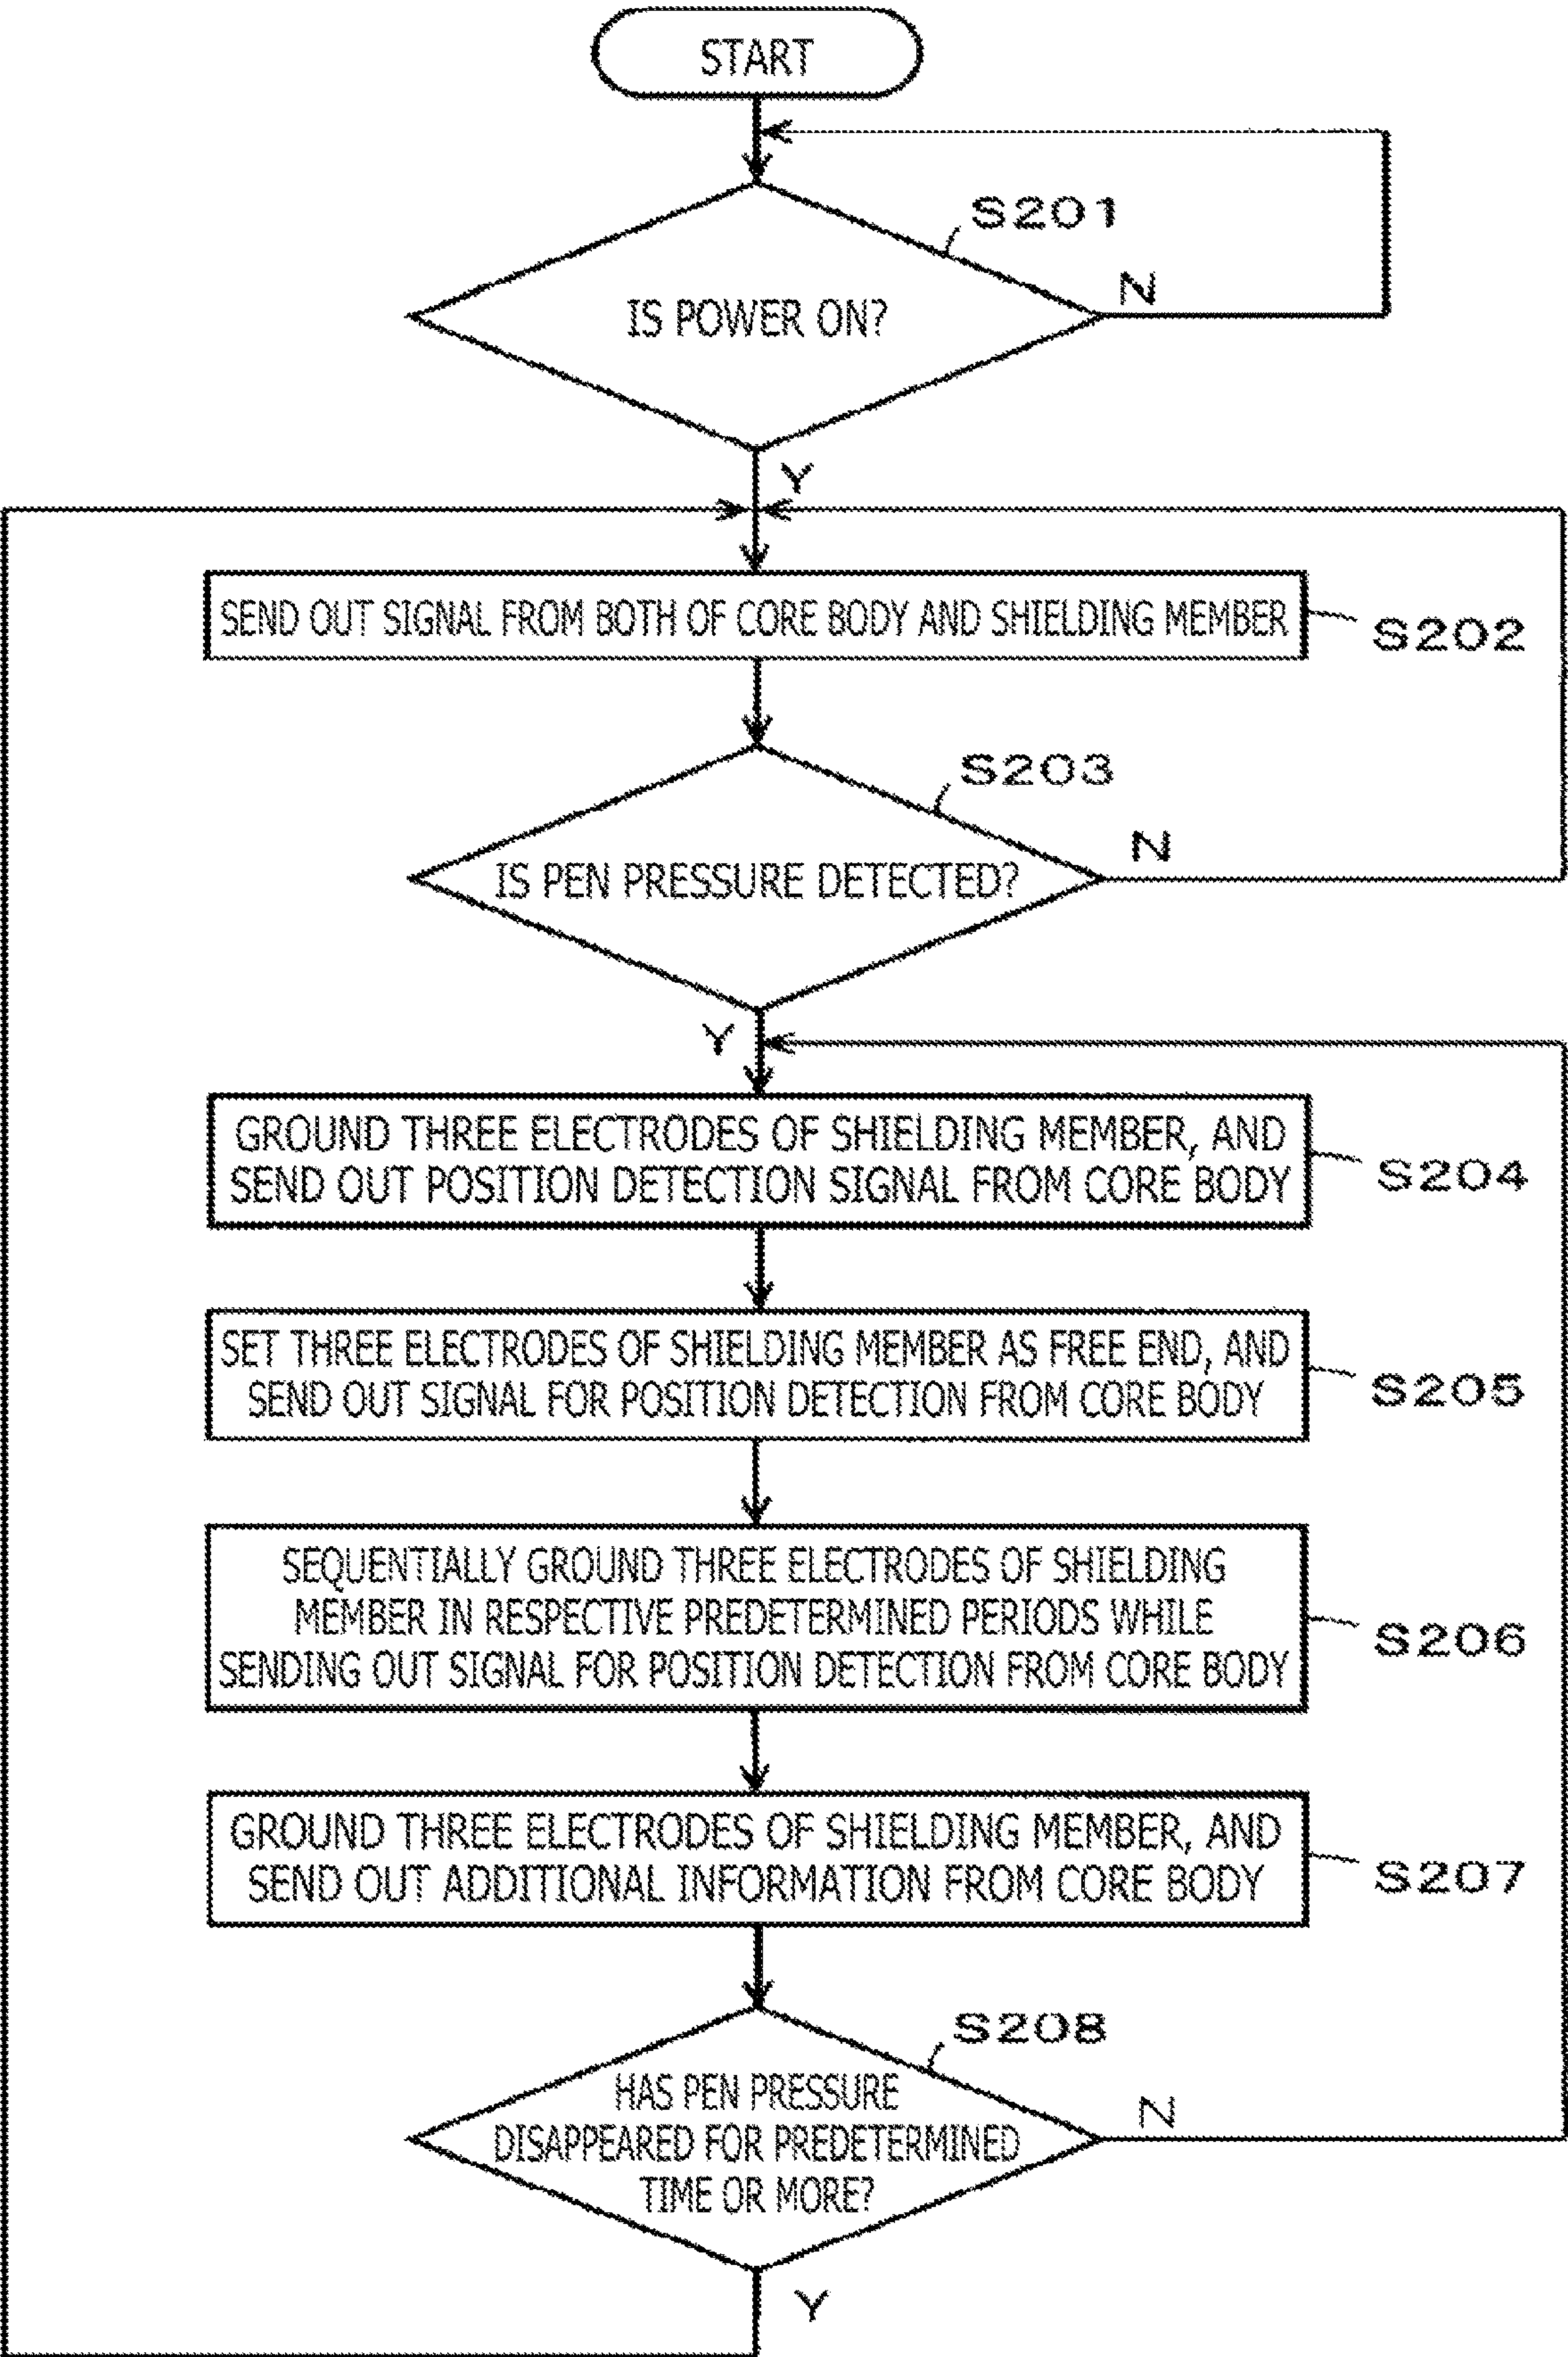 START
S201
IS POWER ON?
N
Y
SEND OUT SIGNAL FROM BOTH OF CORE BODY AND SHIELDING MEMBER
S202
S203
IS PEN PRESSURE DETECTED?
N
Y
GROUND THREE ELECTRODES OF SHIELDING MEMBER, AND
SEND OUT POSITION DETECTION SIGNAL FROM CORE BODY
S204
SET THREE ELECTRODES OF SHIELDING MEMBER AS FREE END, AND
SEND OUT SIGNAL FOR POSITION DETECTION FROM CORE BODY
S205
SEQUENTIALLY GROUND THREE ELECTRODES OF SHIELDING
MEMBER IN RESPECTIVE PREDETERMINED PERIODS WHILE
SENDING OUT SIGNAL FOR POSITION DETECTION FROM CORE BODY
S206
GROUND THREE ELECTRODES OF SHIELDING MEMBER, AND
SEND OUT ADDITIONAL INFORMATION FROM CORE BODY
S207
S208
HAS PEN PRESSURE
DISAPPEARED FOR PREDETERMINED
TIME OR MORE?
N
Y